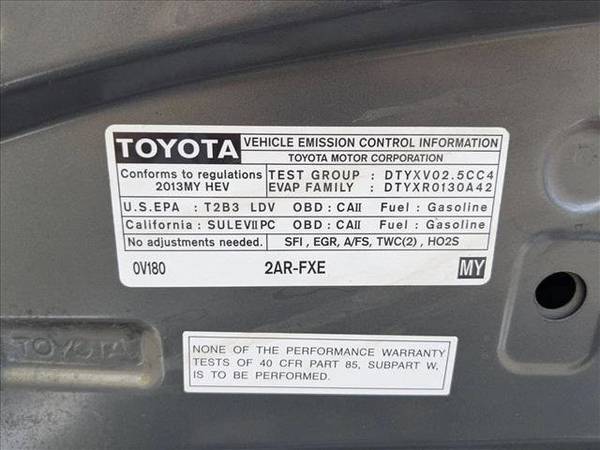 TOYOTA VEHICLE EMISSION CONTROL INFORMATION
TOYOTA MOTOR CORPORATION
Conforms to regulations
2013MY HEV
TEST GROUP : DTYXV02.5CC4
EVAP FAMILY : DTYXR0130A42
U.S.EPA : T2B3 LDV OBD : CAII Fuel : Gasoline
California : SULEVII PC OBD : CAII Fuel : Gasoline
No adjustments needed. SFI , EGR, A/FS, TWC(2) , HO2S
0V180 2AR-FXE MY
TOYOTA
NONE OF THE PERFORMANCE WARRANTY
TESTS OF 40 CFR PART 85, SUBPART W,
IS TO BE PERFORMED.